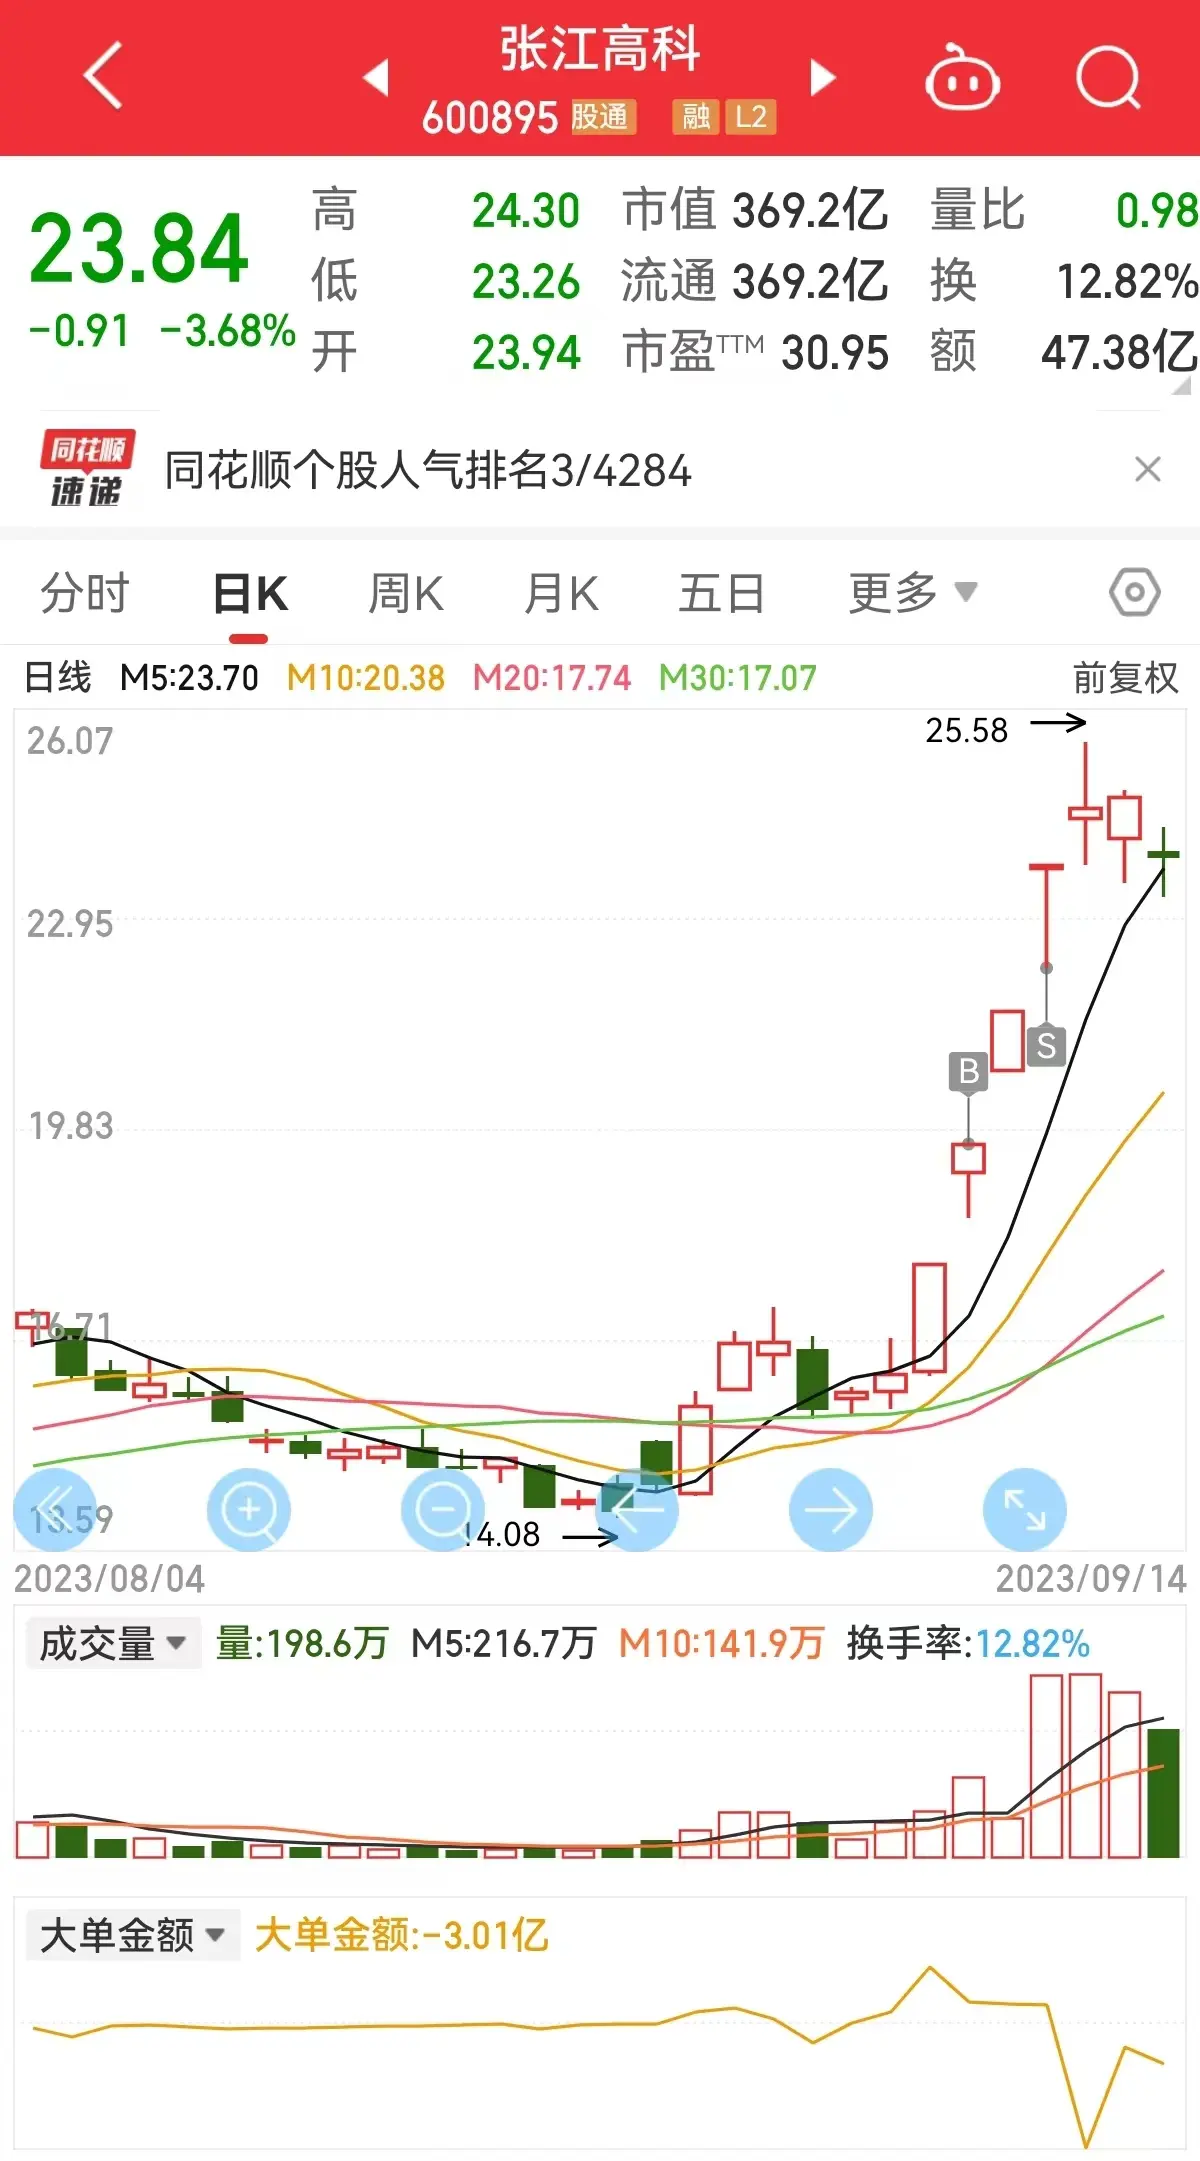 张江高科
600895 股通 融 L2
23.84
-0.91 -3.68%
高 24.30 市值 369.2亿 量比 0.98
低 23.26 流通 369.2亿 换 12.82%
开 23.94 市盈TTM 30.95 额 47.38亿
同花顺
速递
同花顺个股人气排名3/4284
分时 日K 周K 月K 五日 更多
日线 M5:23.70 M10:20.38 M20:17.74 M30:17.07 前复权
25.58
26.07
22.95
B
S
19.83
16.71
13.59
14.08
2023/08/04 2023/09/14
成交量 量:198.6万 M5:216.7万 M10:141.9万 换手率:12.82%
大单金额 大单金额:-3.01亿